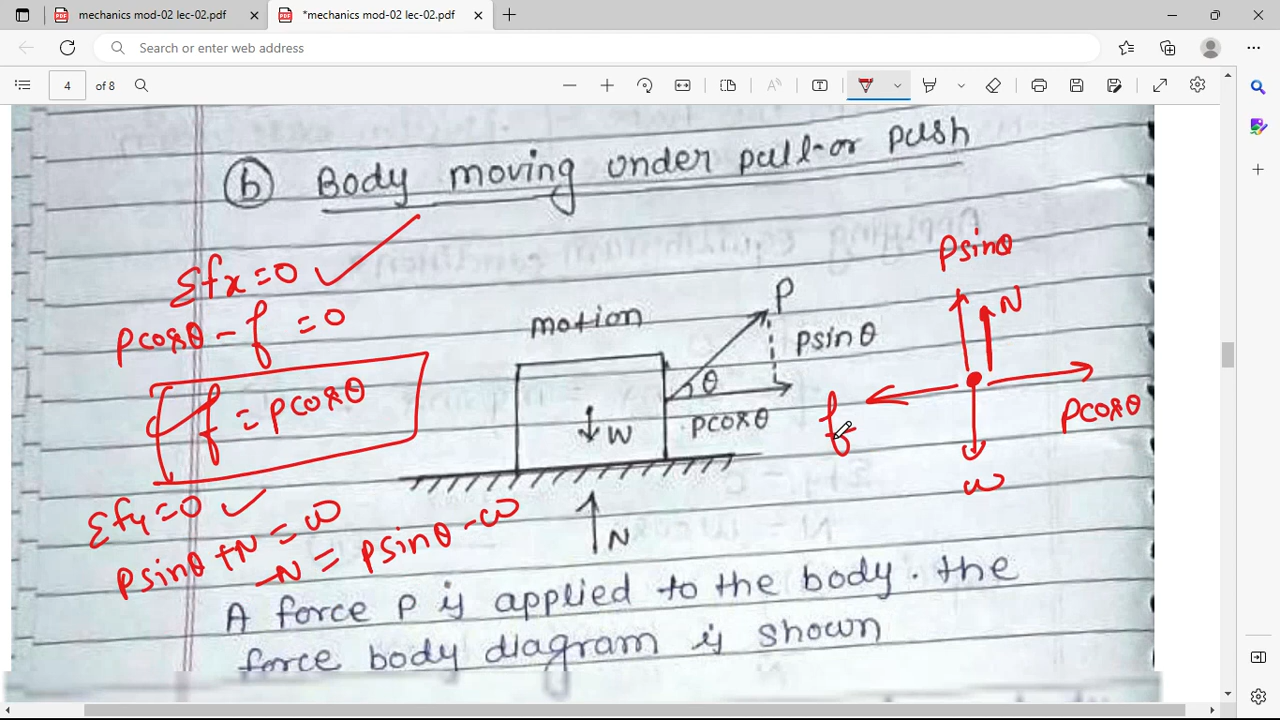 mechanics mod-02 lec-02.pdf
*mechanics mod-02 lec-02.pdf
Search or enter web address
4 of 8
(b) Body moving under pull-or push
Σfx=0
pcosθ - f = 0
f = pcosθ
Σfy=0
psinθ + N = w
-N = psinθ - w
motion
P
psinθ
θ
pcosθ
↓ w
N
psinθ
N
f
pcosθ
w
A force P is applied to the body. the
force body diagram is shown